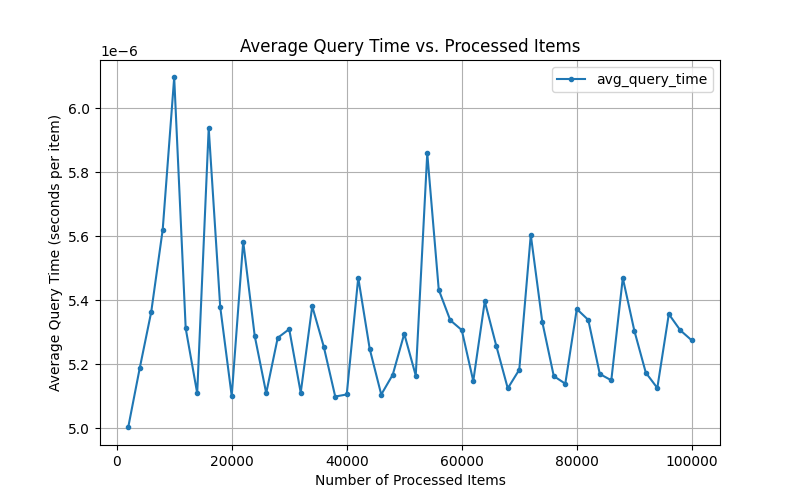 Average Query Time vs. Processed Items
1e−6
avg_query_time
6.0
5.8
5.6
5.4
5.2
5.0
Average Query Time (seconds per item)
0 20000 40000 60000 80000 100000
Number of Processed Items